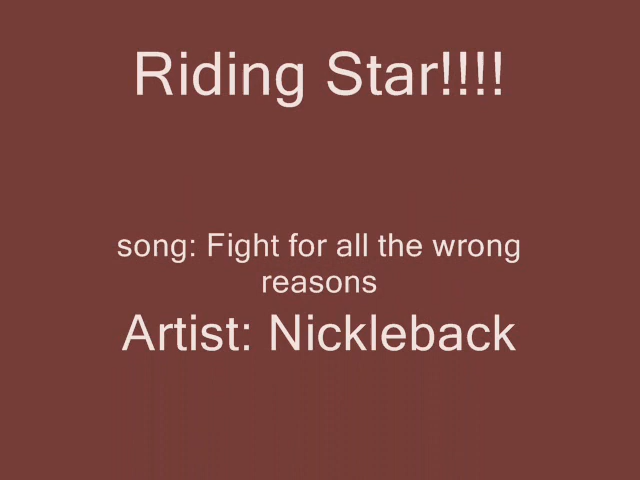 Riding Star!!!!
song: Fight for all the wrong
reasons
Artist: Nickleback